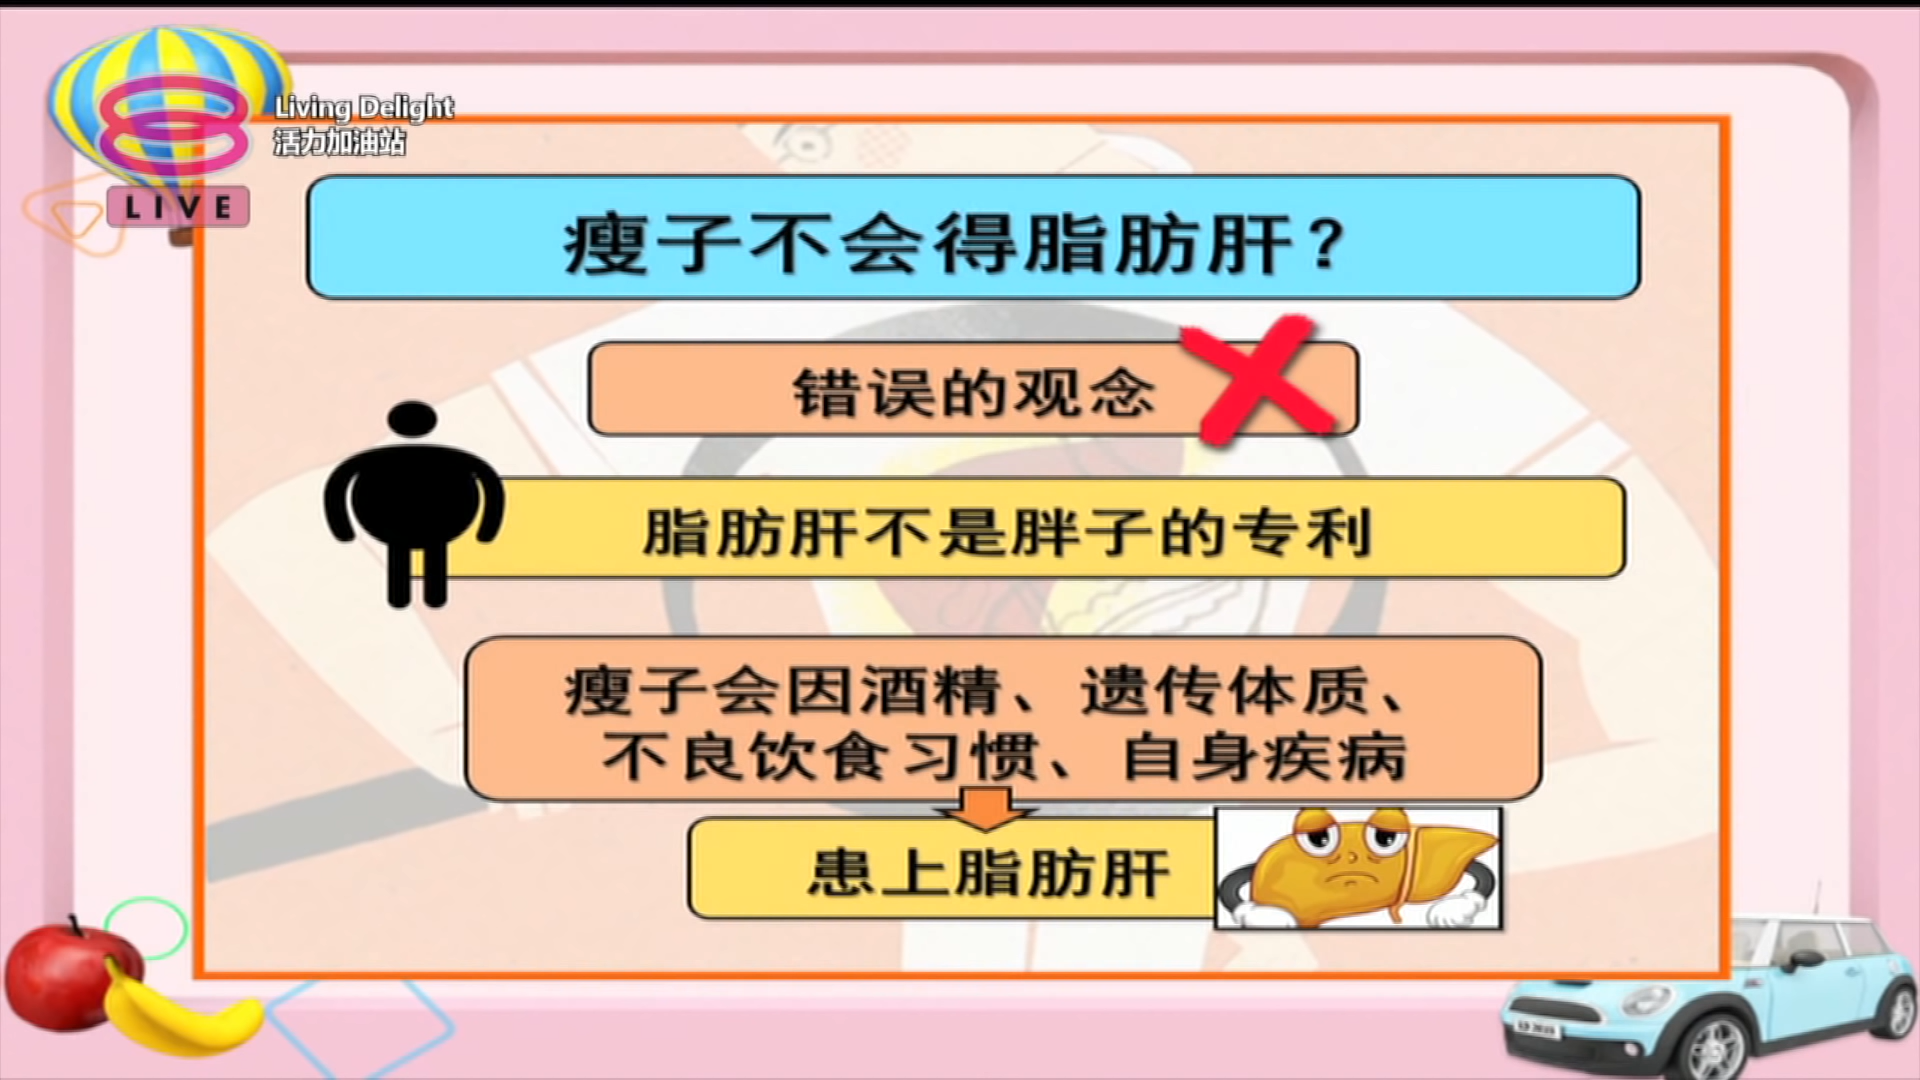 Living Delight
活力加油站
LIVE
瘦子不会得脂肪肝?
错误的观念
脂肪肝不是胖子的专利
瘦子会因酒精、遗传体质、
不良饮食习惯、自身疾病
患上脂肪肝